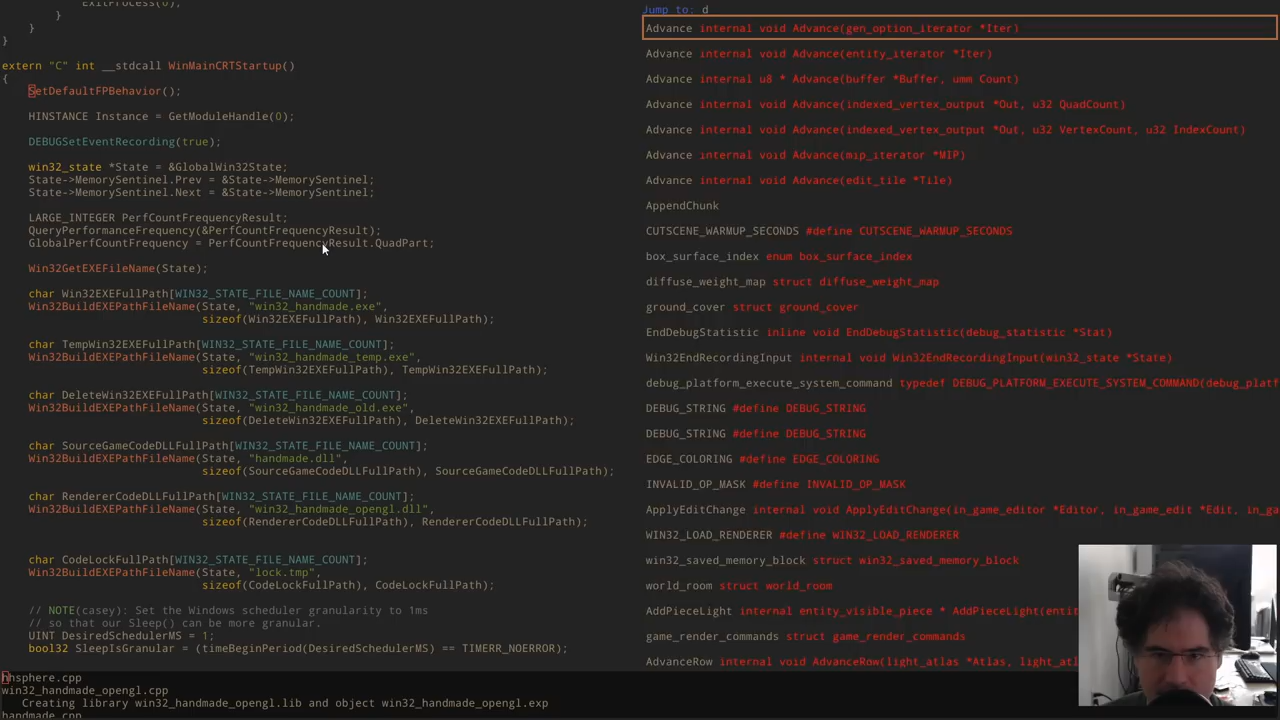 ExitProcess(0);
}
}
}
extern "C" int __stdcall WinMainCRTStartup()
{
SetDefaultFPBehavior();
HINSTANCE Instance = GetModuleHandle(0);
DEBUGSetEventRecording(true);
win32_state *State = &GlobalWin32State;
State->MemorySentinel.Prev = &State->MemorySentinel;
State->MemorySentinel.Next = &State->MemorySentinel;
LARGE_INTEGER PerfCountFrequencyResult;
QueryPerformanceFrequency(&PerfCountFrequencyResult);
GlobalPerfCountFrequency = PerfCountFrequencyResult.QuadPart;
Win32GetEXEFileName(State);
char Win32EXEFullPath[WIN32_STATE_FILE_NAME_COUNT];
Win32BuildEXEPathFileName(State, "win32_handmade.exe",
sizeof(Win32EXEFullPath), Win32EXEFullPath);
char TempWin32EXEFullPath[WIN32_STATE_FILE_NAME_COUNT];
Win32BuildEXEPathFileName(State, "win32_handmade_temp.exe",
sizeof(TempWin32EXEFullPath), TempWin32EXEFullPath);
char DeleteWin32EXEFullPath[WIN32_STATE_FILE_NAME_COUNT];
Win32BuildEXEPathFileName(State, "win32_handmade_old.exe",
sizeof(DeleteWin32EXEFullPath), DeleteWin32EXEFullPath);
char SourceGameCodeDLLFullPath[WIN32_STATE_FILE_NAME_COUNT];
Win32BuildEXEPathFileName(State, "handmade.dll",
sizeof(SourceGameCodeDLLFullPath), SourceGameCodeDLLFullPath);
char RendererCodeDLLFullPath[WIN32_STATE_FILE_NAME_COUNT];
Win32BuildEXEPathFileName(State, "win32_handmade_opengl.dll",
sizeof(RendererCodeDLLFullPath), RendererCodeDLLFullPath);
char CodeLockFullPath[WIN32_STATE_FILE_NAME_COUNT];
Win32BuildEXEPathFileName(State, "lock.tmp",
sizeof(CodeLockFullPath), CodeLockFullPath);
// NOTE(casey): Set the Windows scheduler granularity to 1ms
// so that our Sleep() can be more granular.
UINT DesiredSchedulerMS = 1;
bool32 SleepIsGranular = (timeBeginPeriod(DesiredSchedulerMS) == TIMERR_NOERROR);
Jump to: d
Advance internal void Advance(gen_option_iterator *Iter)
Advance internal void Advance(entity_iterator *Iter)
Advance internal u8 * Advance(buffer *Buffer, umm Count)
Advance internal void Advance(indexed_vertex_output *Out, u32 QuadCount)
Advance internal void Advance(indexed_vertex_output *Out, u32 VertexCount, u32 IndexCount)
Advance internal void Advance(mip_iterator *MIP)
Advance internal void Advance(edit_tile *Tile)
AppendChunk
CUTSCENE_WARMUP_SECONDS #define CUTSCENE_WARMUP_SECONDS
box_surface_index enum box_surface_index
diffuse_weight_map struct diffuse_weight_map
ground_cover struct ground_cover
EndDebugStatistic inline void EndDebugStatistic(debug_statistic *Stat)
Win32EndRecordingInput internal void Win32EndRecordingInput(win32_state *State)
debug_platform_execute_system_command typedef DEBUG_PLATFORM_EXECUTE_SYSTEM_COMMAND(debug_platf
DEBUG_STRING #define DEBUG_STRING
DEBUG_STRING #define DEBUG_STRING
EDGE_COLORING #define EDGE_COLORING
INVALID_OP_MASK #define INVALID_OP_MASK
ApplyEditChange internal void ApplyEditChange(in_game_editor *Editor, in_game_edit *Edit, in_ga
WIN32_LOAD_RENDERER #define WIN32_LOAD_RENDERER
win32_saved_memory_block struct win32_saved_memory_block
world_room struct world_room
AddPieceLight internal entity_visible_piece * AddPieceLight(entit
game_render_commands struct game_render_commands
AdvanceRow internal void AdvanceRow(light_atlas *Atlas, light_atl
hhsphere.cpp
win32_handmade_opengl.cpp
Creating library win32_handmade_opengl.lib and object win32_handmade_opengl.exp
handmade.cpp